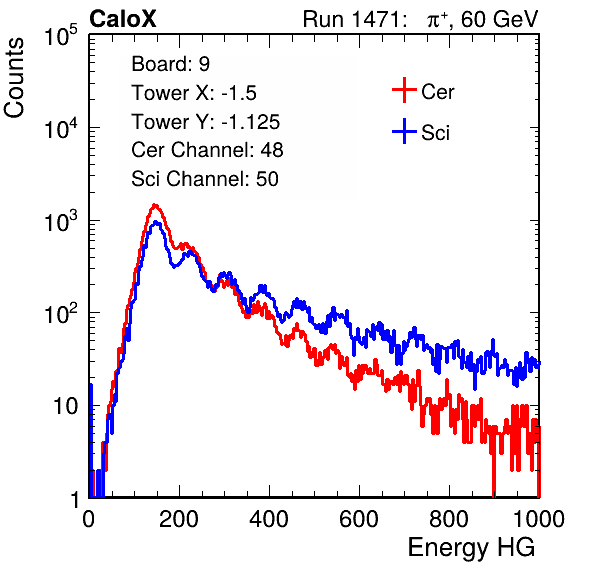 CaloX Run 1471: π⁺, 60 GeV
Counts
Board: 9
Tower X: -1.5
Tower Y: -1.125
Cer Channel: 48
Sci Channel: 50
Cer
Sci
10⁵
10⁴
10³
10²
10
1
0 200 400 600 800 1000
Energy HG